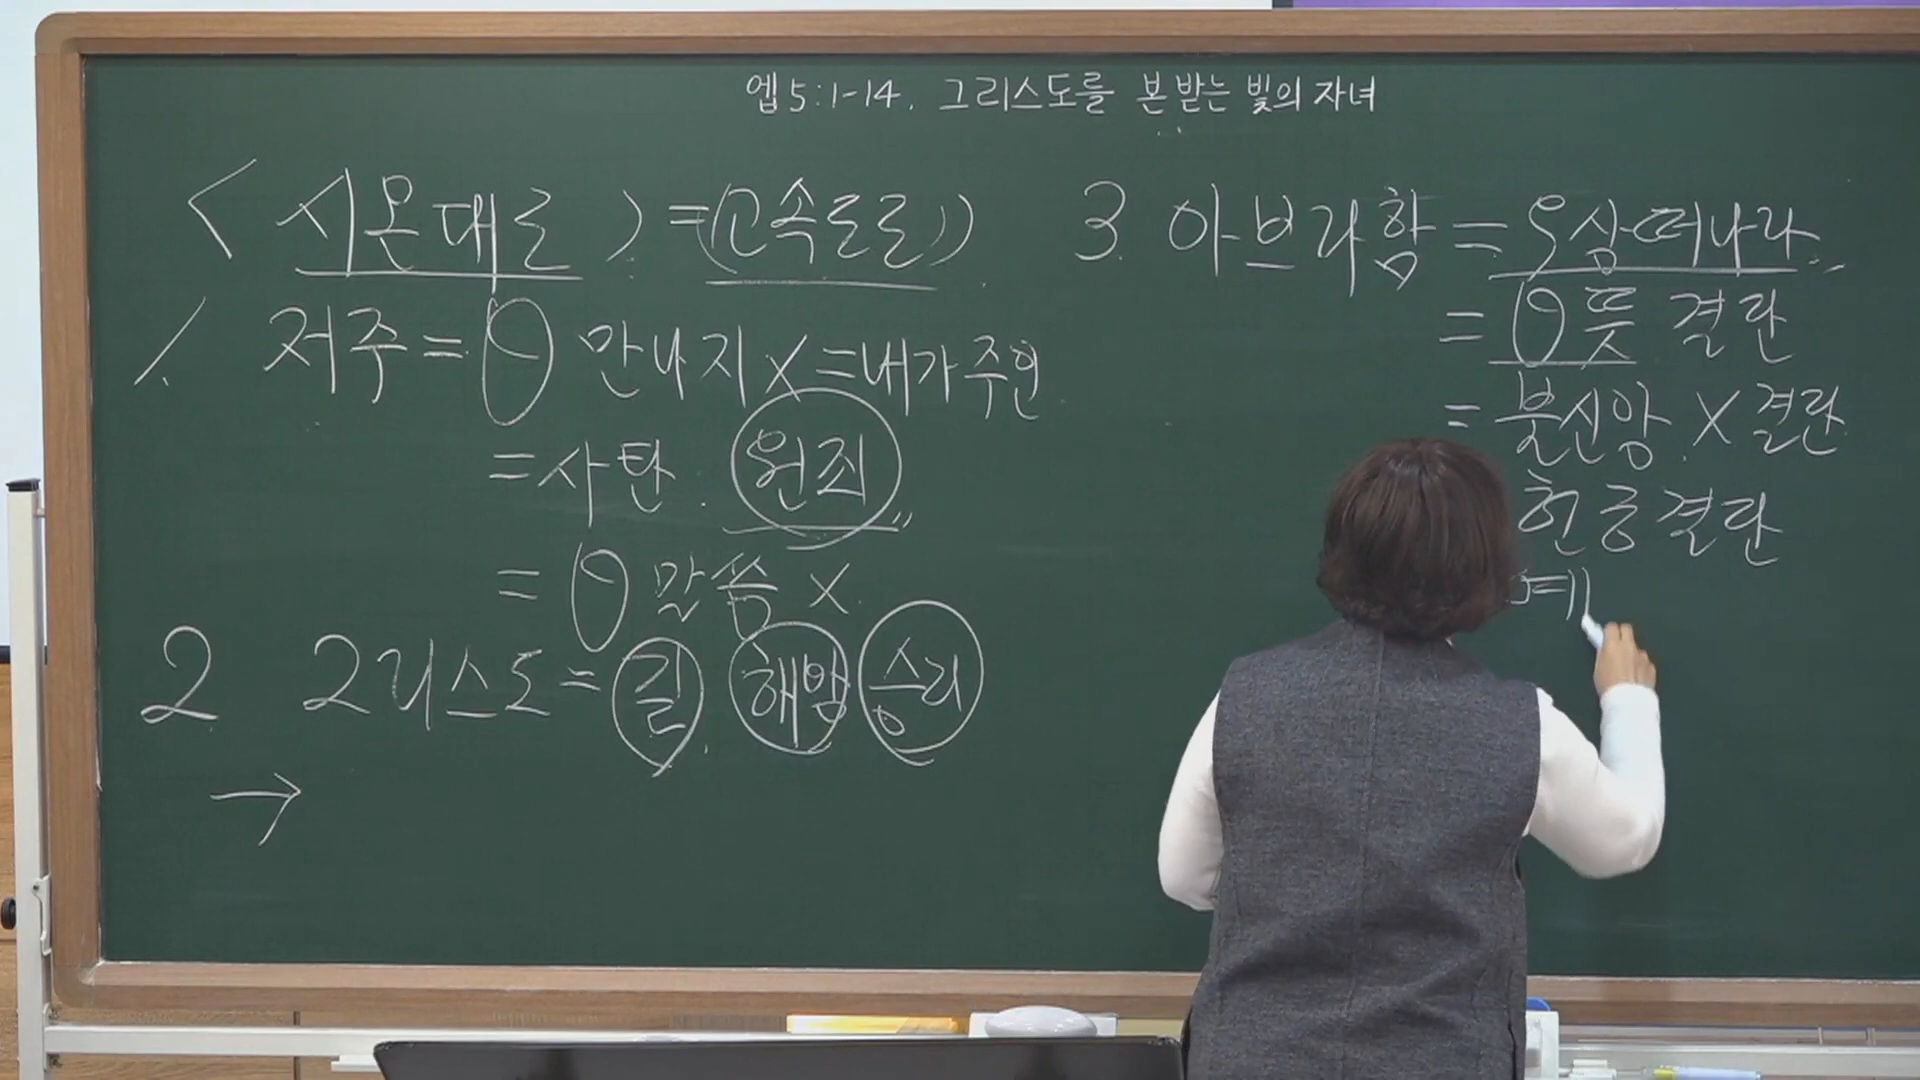 엡5:1-14. 그리스도를 본받는 빛의 자녀
< 시온대로 > = (고속도로)
1. 저주 = 만나지 X = 내가 주인
= 사탄. 원죄
= 말씀 X
2 그리스도 = 길. 해방 승리
→
3. 아브라함 = 우상 떠나라
= 뜻 결단
= 불신앙. X 결단
헌금 결단